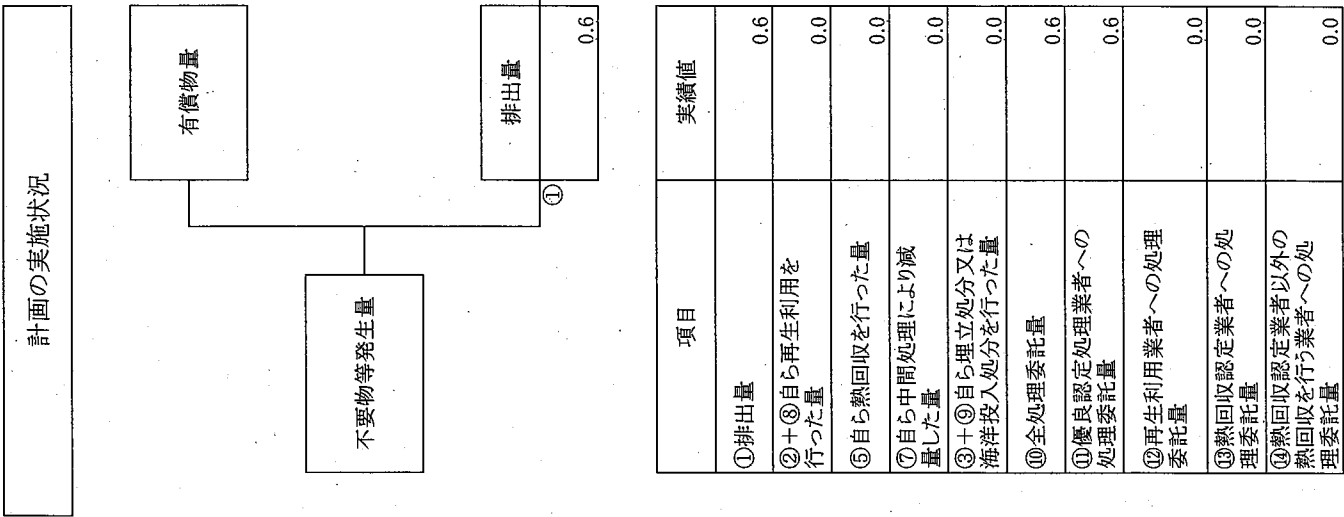 計画の実施状況
不要物等発生量
有償物量
排出量
①
0.6
項目
実績値
①排出量
0.6
②+⑧自ら再生利用を
行った量
0.0
⑤自ら熱回収を行った量
0.0
⑦自ら中間処理により減
量した量
0.0
③+⑨自ら埋立処分又は
海洋投入処分を行った量
0.0
⑩全処理委託量
0.6
⑪優良認定処理業者への
処理委託量
0.6
⑫再生利用業者への処理
委託量
0.0
⑬熱回収認定業者への処
理委託量
0.0
⑭熱回収認定業者以外の
熱回収を行う業者への処
理委託量
0.0